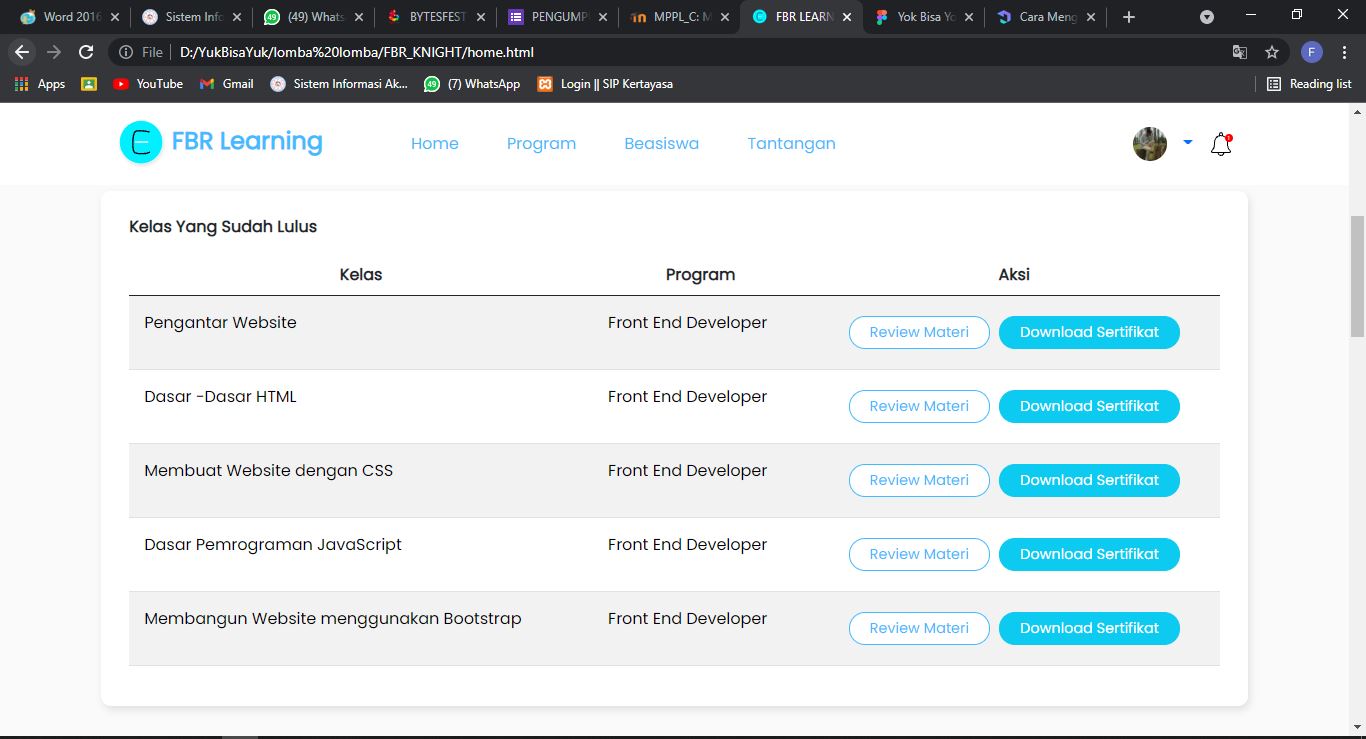 Word 2016 Sistem Info (49) Whats BYTESFEST PENGUMP MPPL_C: M FBR LEARN Yok Bisa Yo Cara Meng
File D:/YukBisaYuk/lomba%20lomba/FBR_KNIGHT/home.html F
Apps YouTube Gmail Sistem Informasi Ak... (7) WhatsApp Login || SIP Kertayasa Reading list
FBR Learning Home Program Beasiswa Tantangan
Kelas Yang Sudah Lulus
Kelas Program Aksi
Pengantar Website Front End Developer Review Materi Download Sertifikat
Dasar -Dasar HTML Front End Developer Review Materi Download Sertifikat
Membuat Website dengan CSS Front End Developer Review Materi Download Sertifikat
Dasar Pemrograman JavaScript Front End Developer Review Materi Download Sertifikat
Membangun Website menggunakan Bootstrap Front End Developer Review Materi Download Sertifikat